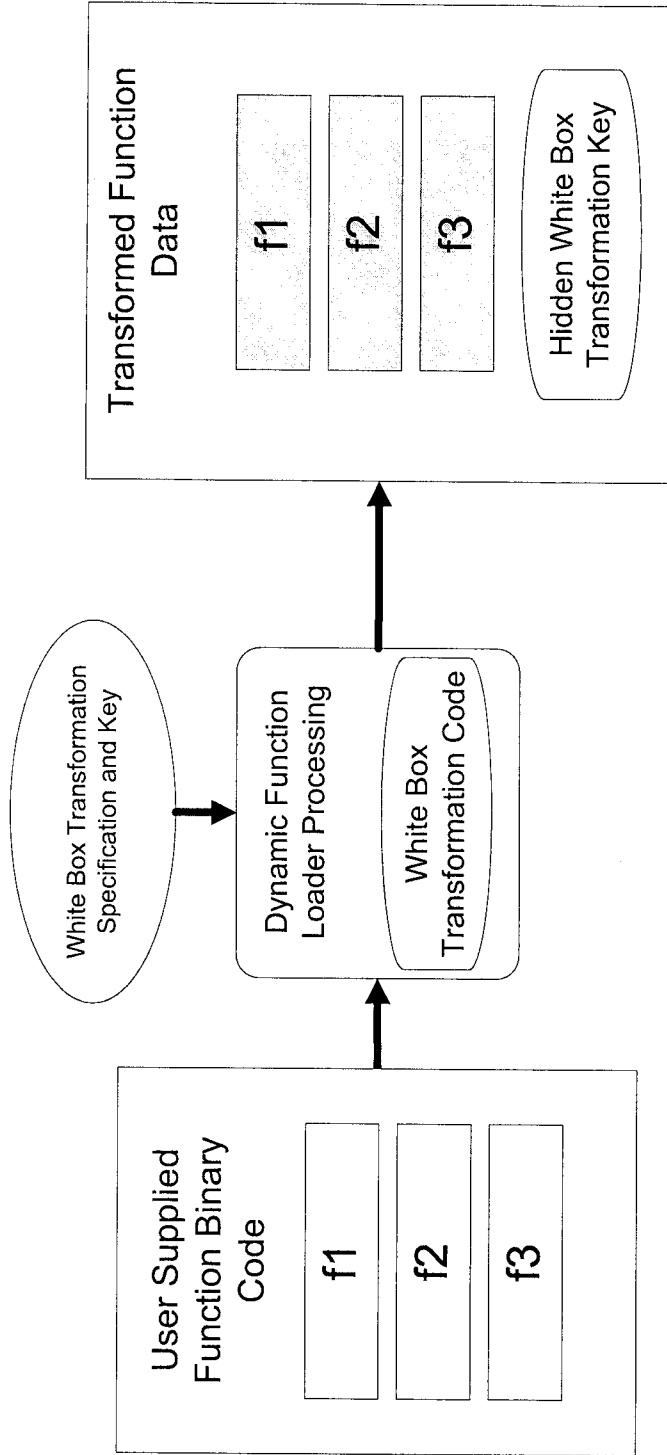 User Supplied
Function Binary
Code
f1
f2
f3
White Box Transformation
Specification and Key
Dynamic Function
Loader Processing
White Box
Transformation Code
Transformed Function
Data
f1
f2
f3
Hidden White Box
Transformation Key